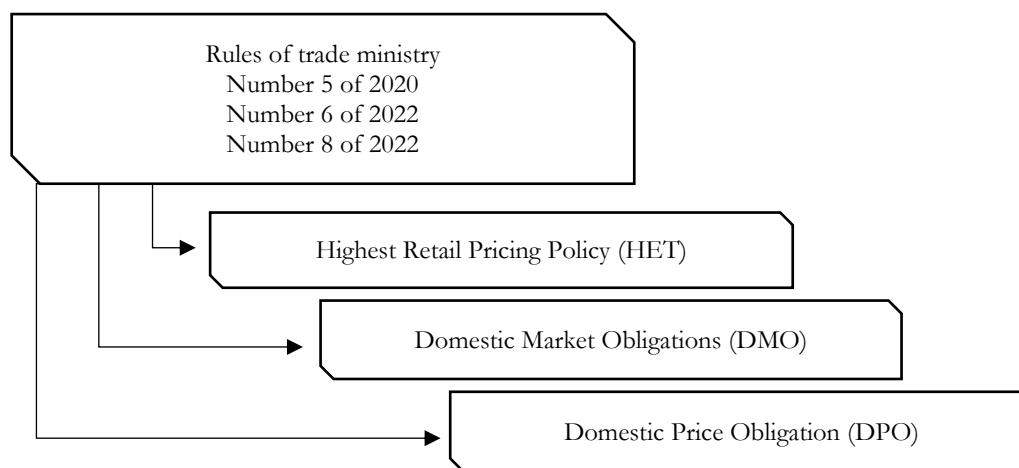 Rules of trade ministry
Number 5 of 2020
Number 6 of 2022
Number 8 of 2022
Highest Retail Pricing Policy (HET)
Domestic Market Obligations (DMO)
Domestic Price Obligation (DPO)